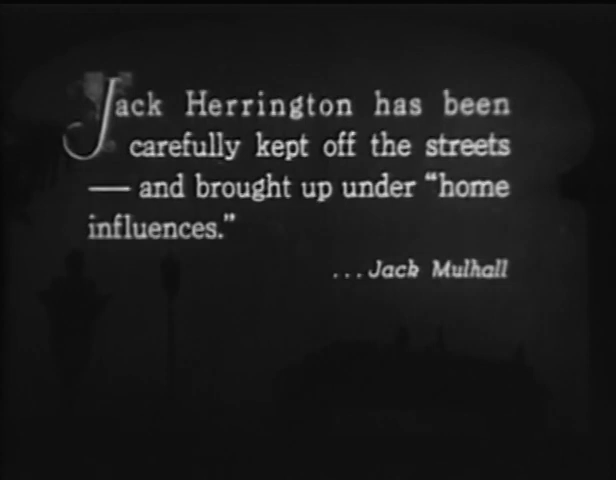 Jack Herrington has been
carefully kept off the streets
— and brought up under “home
influences.”
...Jack Mulhall